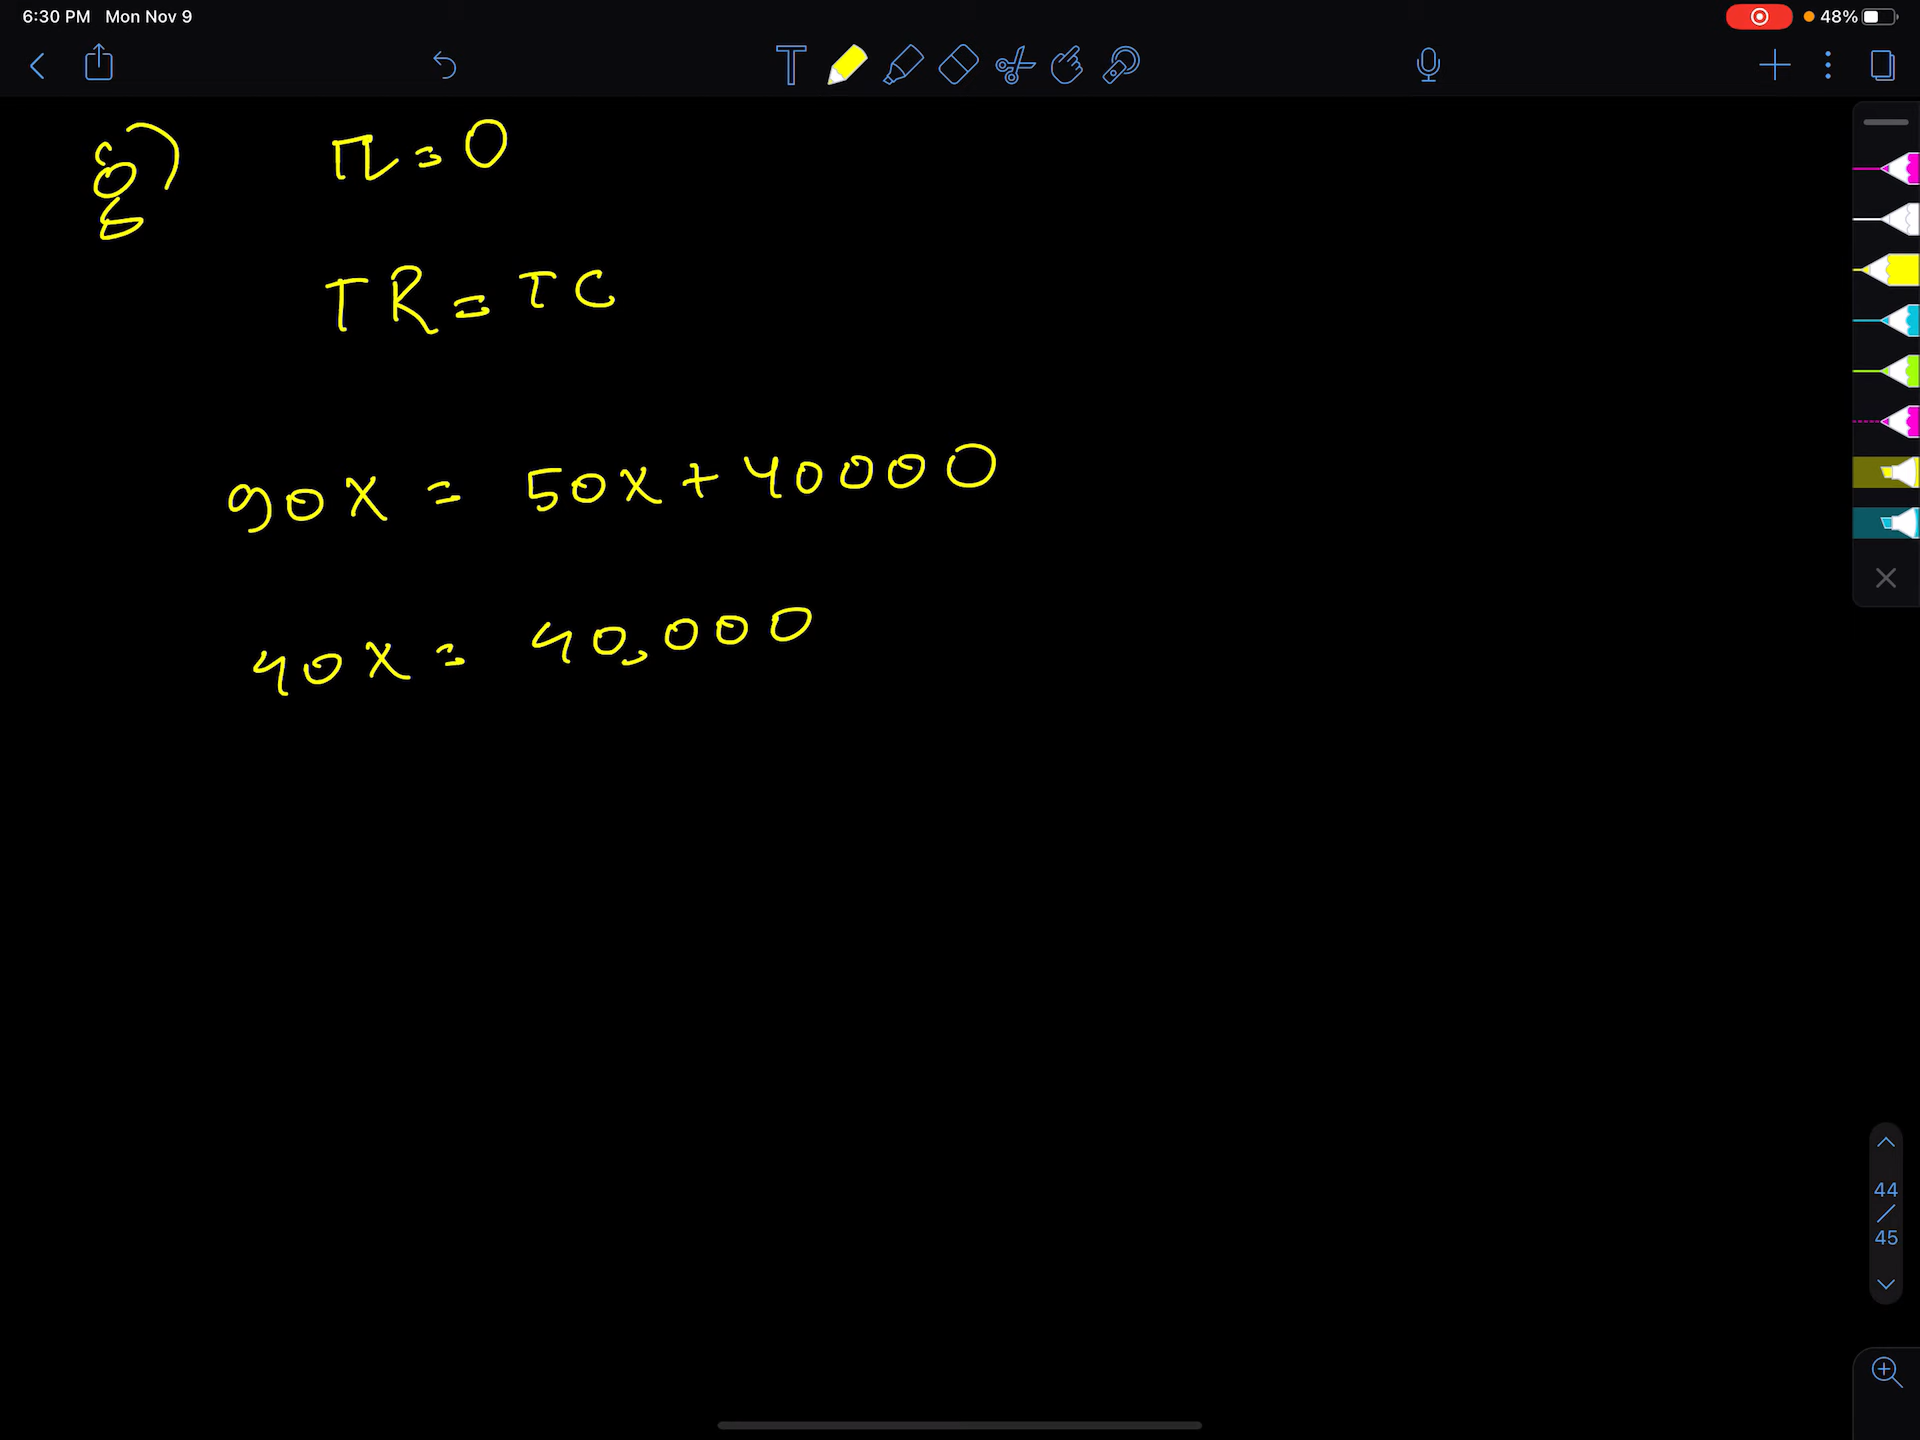 6:30 PM Mon Nov 9
48%
T
g) π = 0
TR = TC
90x = 50x + 40000
40x = 40,000
44
/
45